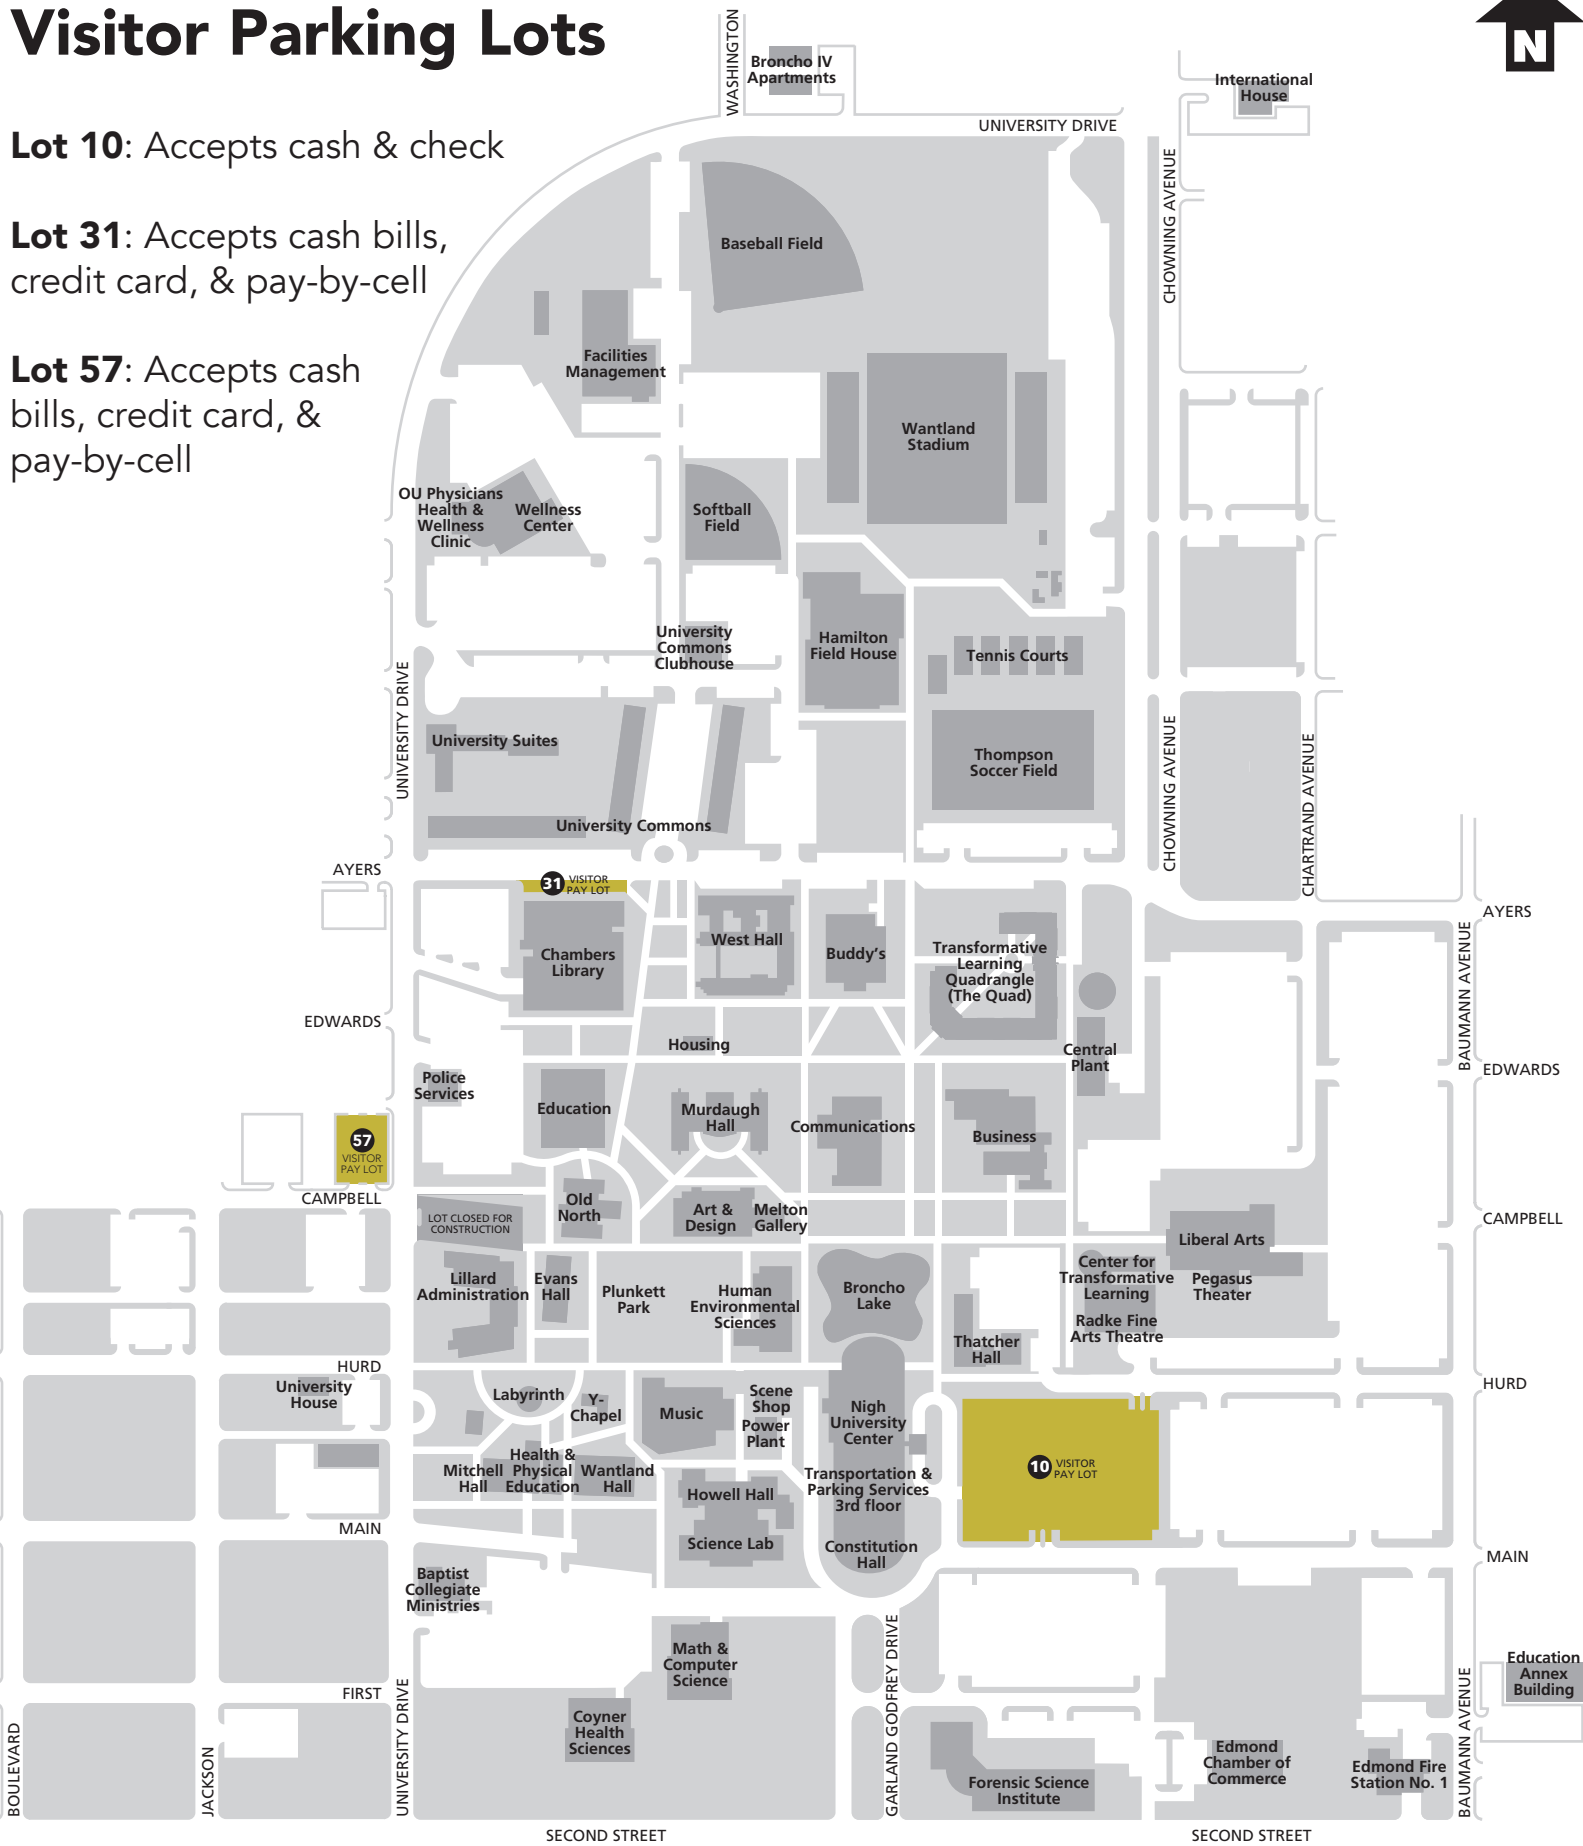 Visitor Parking Lots
N
Lot 10: Accepts cash & check
Lot 31: Accepts cash bills,
credit card, & pay-by-cell
Lot 57: Accepts cash
bills, credit card, &
pay-by-cell
WASHINGTON
Broncho IV
Apartments
International
House
UNIVERSITY DRIVE
CHOWNING AVENUE
Baseball Field
Facilities
Management
Wantland
Stadium
OU Physicians
Health &
Wellness
Clinic
Wellness
Center
Softball
Field
University
Commons
Clubhouse
Hamilton
Field House
Tennis Courts
UNIVERSITY DRIVE
University Suites
Thompson
Soccer Field
CHOWNING AVENUE
CHARTRAND AVENUE
University Commons
AYERS
31
VISITOR
PAY LOT
AYERS
Chambers
Library
West Hall
Buddy's
Transformative
Learning
Quadrangle
(The Quad)
BAUMANN AVENUE
EDWARDS
Housing
Central
Plant
EDWARDS
Police
Services
Education
Murdaugh
Hall
Communications
Business
57
VISITOR
PAY LOT
CAMPBELL
LOT CLOSED FOR
CONSTRUCTION
Old
North
Art &
Design
Melton
Gallery
CAMPBELL
Liberal Arts
Lillard
Administration
Evans
Hall
Plunkett
Park
Human
Environmental
Sciences
Broncho
Lake
Center for
Transformative
Learning
Pegasus
Theater
Radke Fine
Arts Theatre
Thatcher
Hall
HURD
HURD
University
House
Labyrinth
Y-
Chapel
Music
Scene
Shop
Power
Plant
Nigh
University
Center
Mitchell
Hall
Health &
Physical
Education
Wantland
Hall
Howell Hall
Transportation &
Parking Services
3rd floor
10
VISITOR
PAY LOT
MAIN
Science Lab
Constitution
Hall
MAIN
Baptist
Collegiate
Ministries
Math &
Computer
Science
GARLAND GODFREY DRIVE
Education
Annex
Building
FIRST
UNIVERSITY DRIVE
BAUMANN AVENUE
BOULEVARD
JACKSON
Coyner
Health
Sciences
Forensic Science
Institute
Edmond
Chamber of
Commerce
Edmond Fire
Station No. 1
SECOND STREET
SECOND STREET